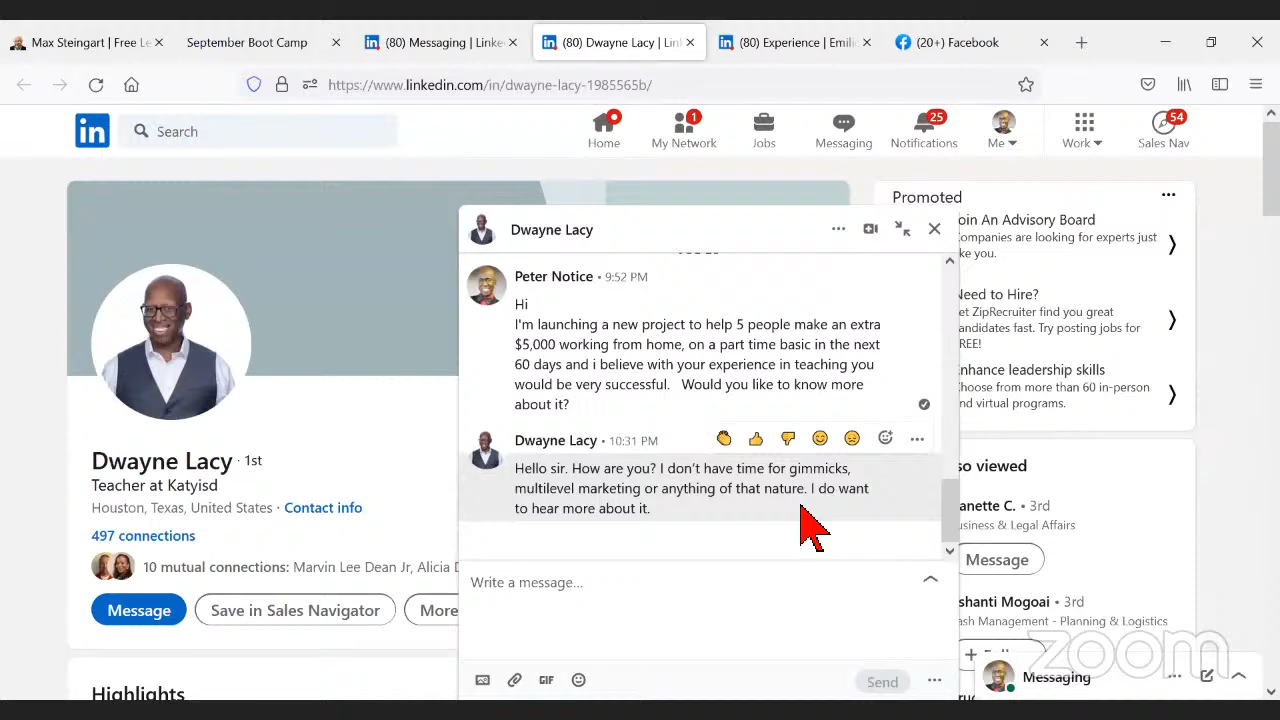 Max Steingart | Free Le
September Boot Camp
(80) Messaging | Linke
(80) Dwayne Lacy | Lin
(80) Experience | Emili
(20+) Facebook
https://www.linkedin.com/in/dwayne-lacy-1985565b/
in
Search
Home
1
My Network
Jobs
Messaging
25
Notifications
Me
Work
54
Sales Nav
Dwayne Lacy
Peter Notice • 9:52 PM
Hi
I'm launching a new project to help 5 people make an extra
$5,000 working from home, on a part time basic in the next
60 days and i believe with your experience in teaching you
would be very successful. Would you like to know more
about it?
Dwayne Lacy • 10:31 PM
Hello sir. How are you? I don't have time for gimmicks,
multilevel marketing or anything of that nature. I do want
to hear more about it.
Write a message...
GIF
Send
Dwayne Lacy · 1st
Teacher at Katyisd
Houston, Texas, United States · Contact info
497 connections
10 mutual connections: Marvin Lee Dean Jr, Alicia D
Message
Save in Sales Navigator
More
Highlights
Promoted
oin An Advisory Board
ompanies are looking for experts just
ke you.
Need to Hire?
et ZipRecruiter find you great
andidates fast. Try posting jobs for
REE!
nhance leadership skills
hoose from more than 60 in-person
nd virtual programs.
so viewed
anette C. • 3rd
usiness & Legal Affairs
Message
shanti Mogoai • 3rd
ash Management - Planning & Logistics
zoom
Messaging